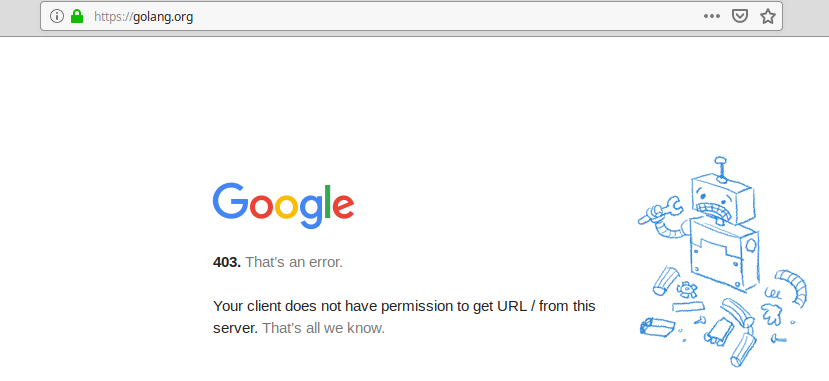 https://golang.org
Google
403. That's an error.
Your client does not have permission to get URL / from this
server. That's all we know.